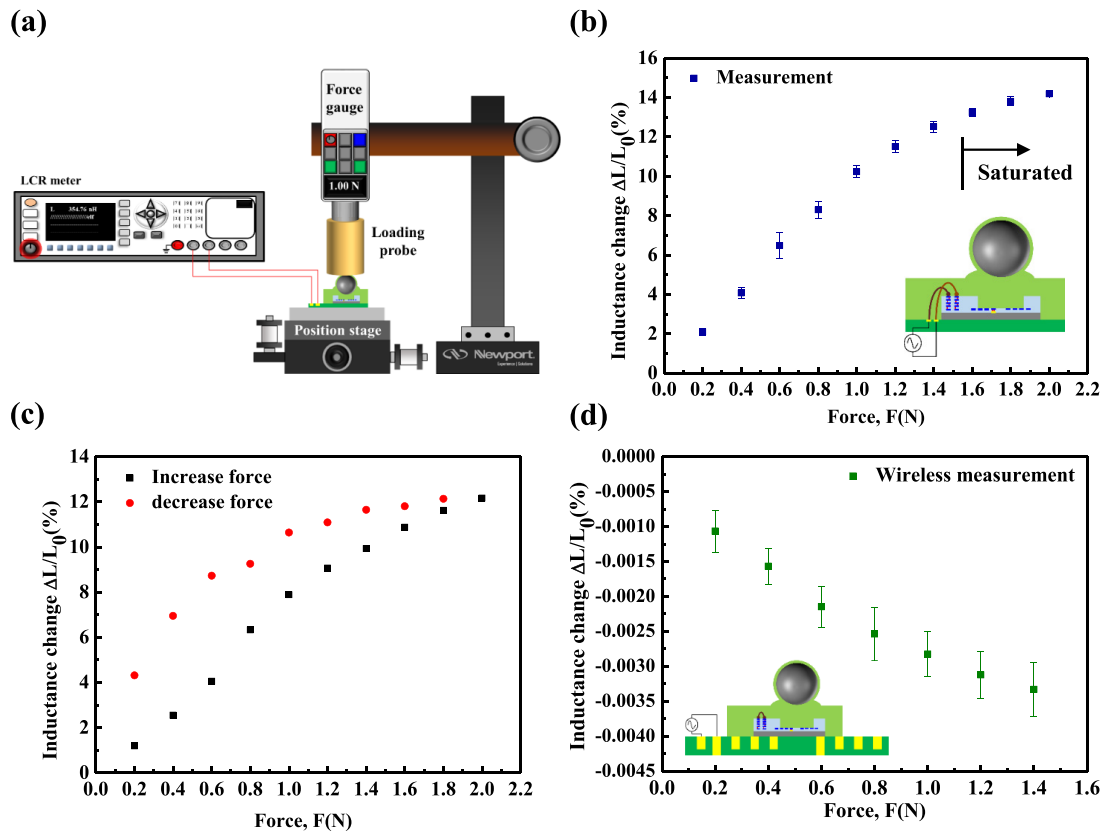 (a)
Force
gauge
1.00 N
LCR meter
L 354.76 nH
Loading
probe
Position stage
Newport
Experience | Solutions
(b)
Inductance change ΔL/L0(%)
16
14
12
10
8
6
4
2
0
Measurement
Saturated
0.0 0.2 0.4 0.6 0.8 1.0 1.2 1.4 1.6 1.8 2.0 2.2
Force, F(N)
(c)
Inductance change ΔL/L0(%)
14
12
10
8
6
4
2
0
Increase force
decrease force
0.0 0.2 0.4 0.6 0.8 1.0 1.2 1.4 1.6 1.8 2.0 2.2
Force, F(N)
(d)
Inductance change ΔL/L0(%)
0.0000
-0.0005
-0.0010
-0.0015
-0.0020
-0.0025
-0.0030
-0.0035
-0.0040
-0.0045
Wireless measurement
0.0 0.2 0.4 0.6 0.8 1.0 1.2 1.4 1.6
Force, F(N)